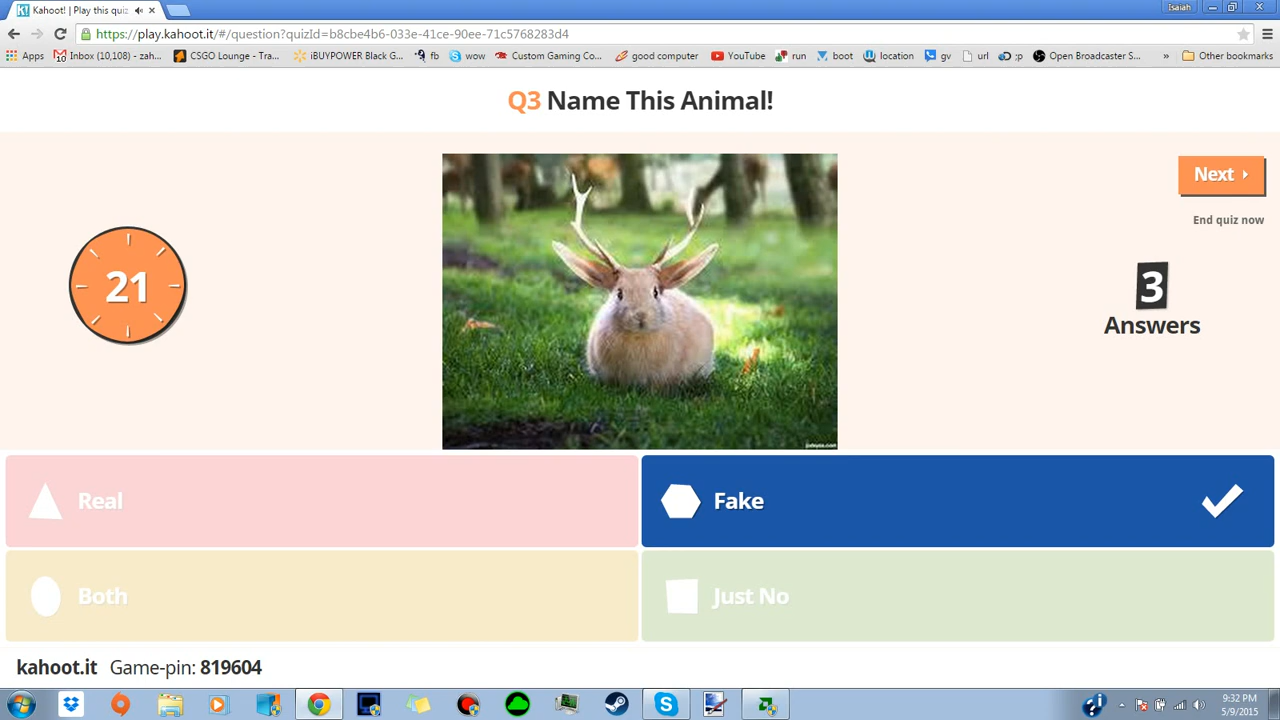 Kahoot! | Play this quiz
Isaiah
https://play.kahoot.it/#/question?quizId=b8cbe4b6-033e-41ce-90ee-71c5768283d4
Apps
Inbox (10,108) - zah...
CSGO Lounge - Tra...
iBUYPOWER Black G...
fb
wow
Custom Gaming Co...
good computer
YouTube
run
boot
location
gv
url
:p
Open Broadcaster S...
»
Other bookmarks
Q3 Name This Animal!
Next
End quiz now
21
3
Answers
Real
Fake
Both
Just No
kahoot.it Game-pin: 819604
9:32 PM
5/9/2015